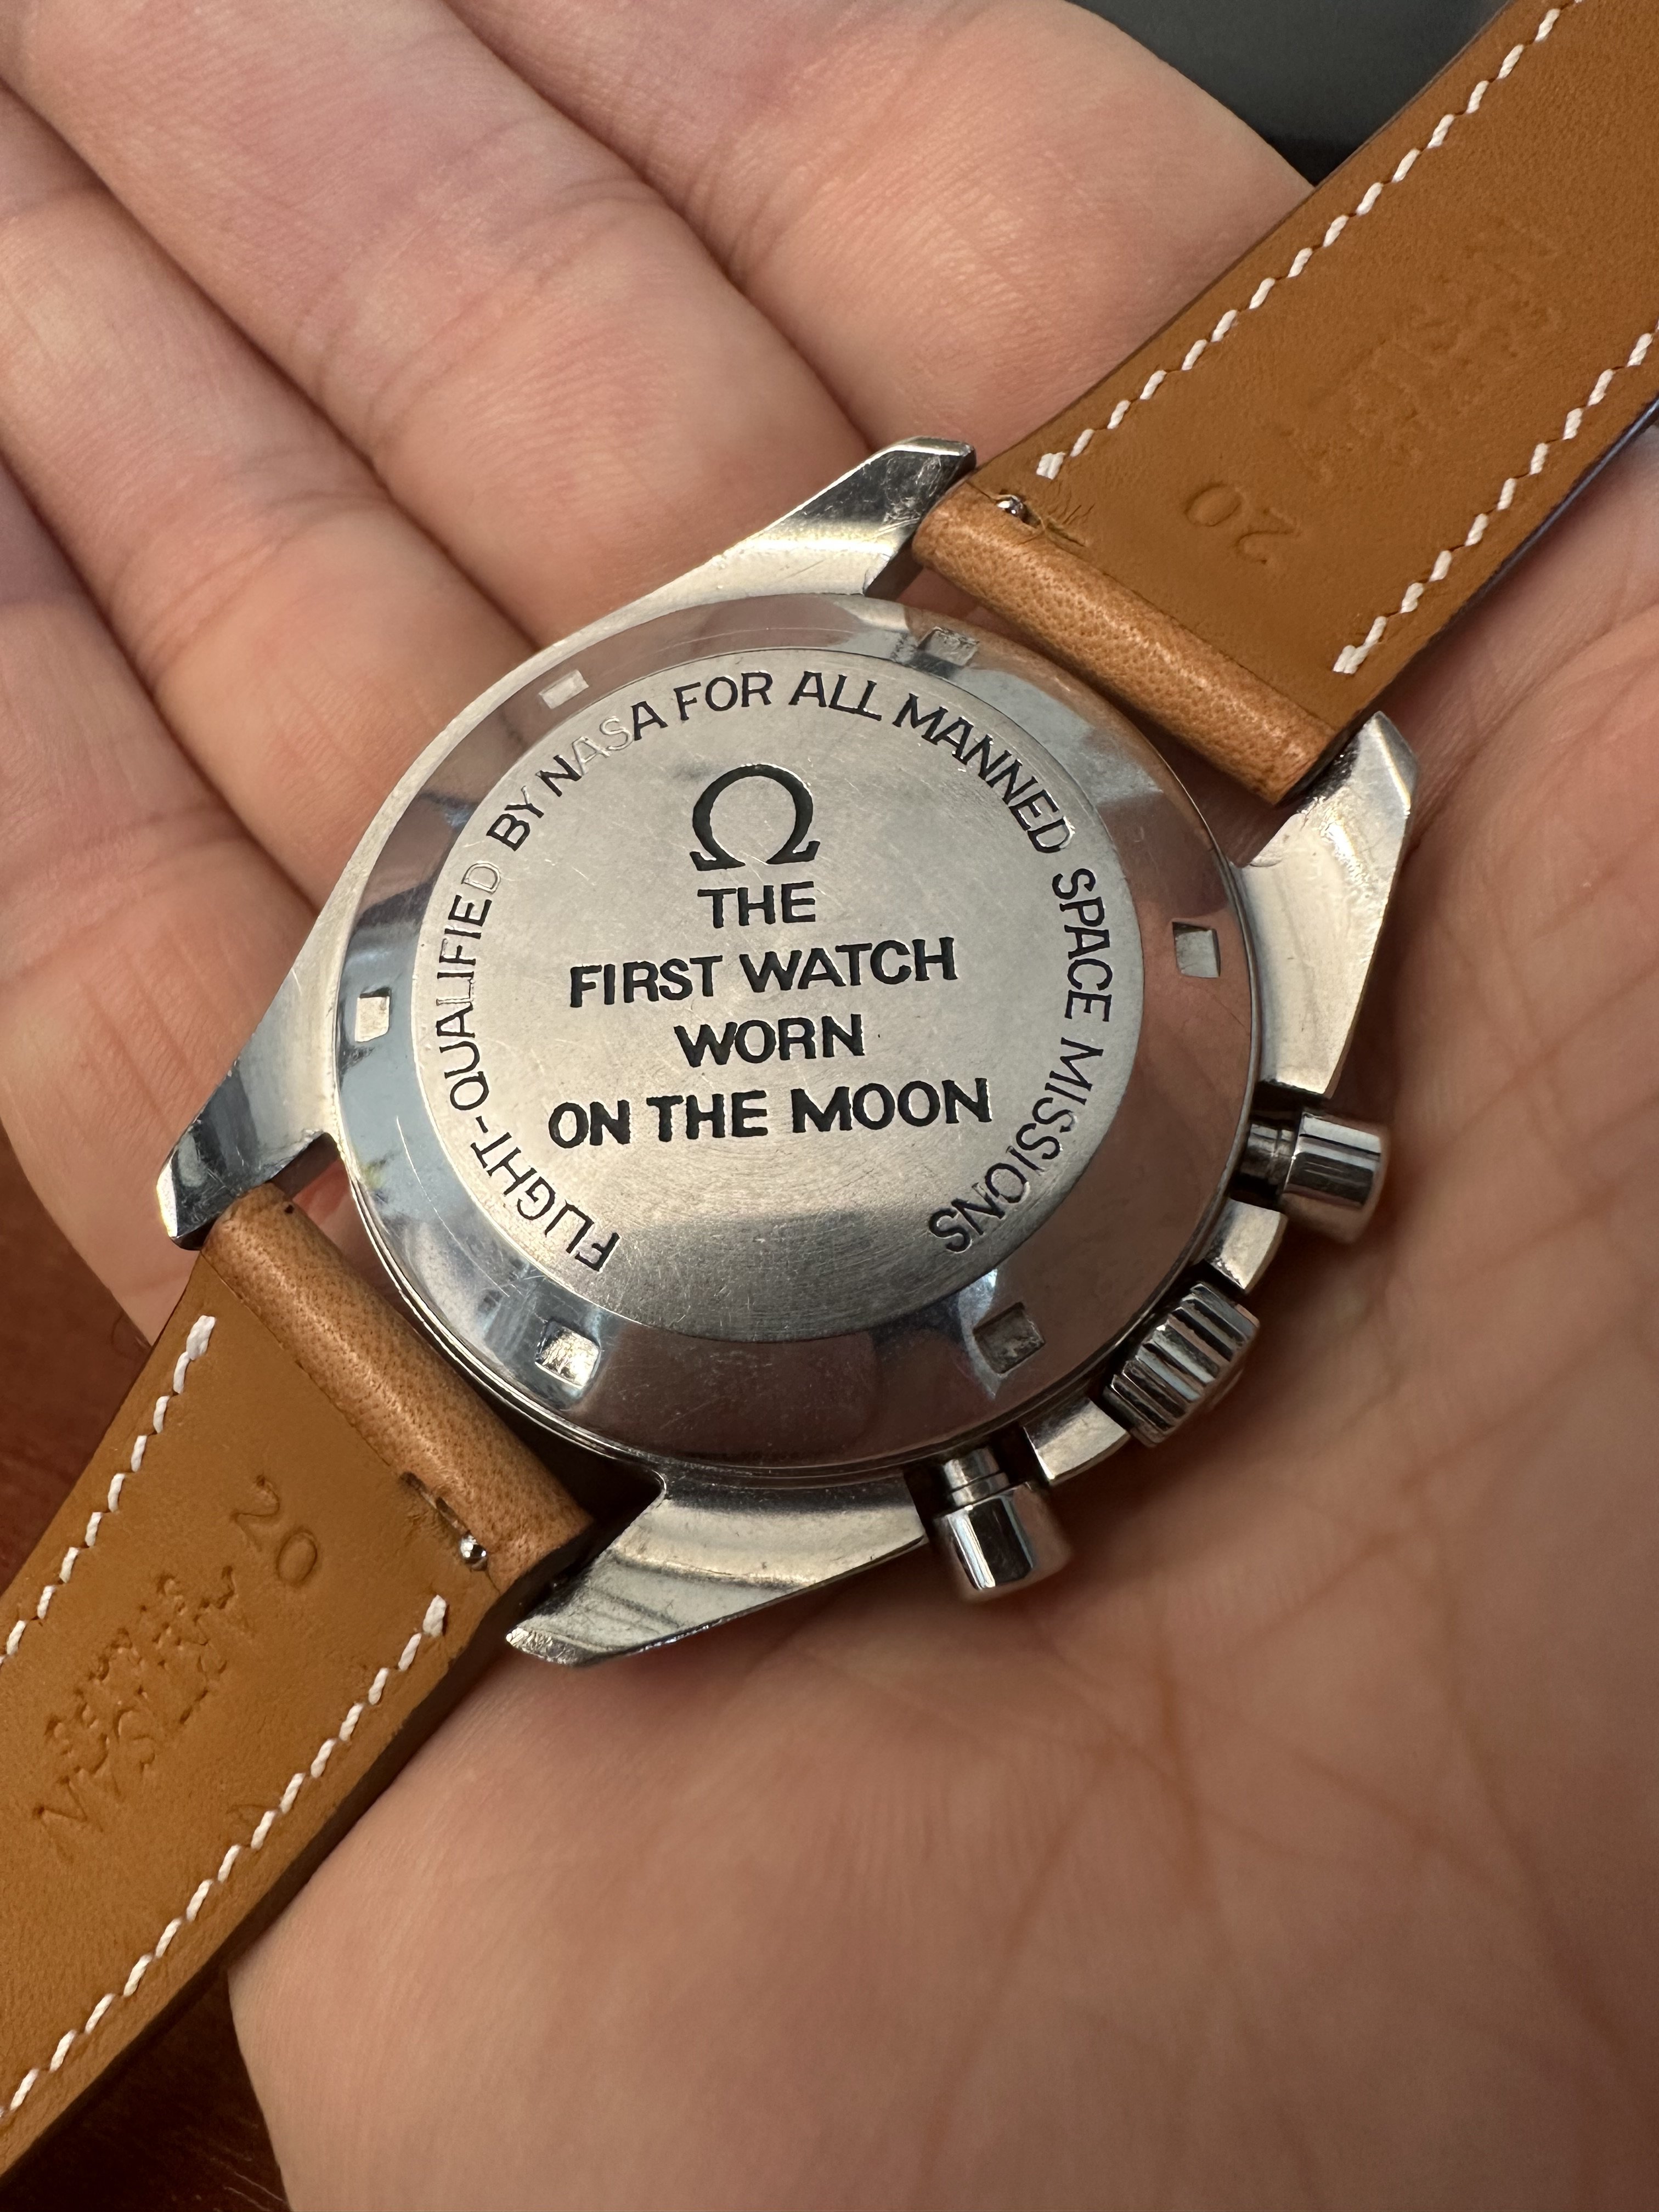 FLIGHT-QUALIFIED BY NASA FOR ALL MANNED SPACE MISSIONS
Ω
THE
FIRST WATCH
WORN
ON THE MOON
20
20